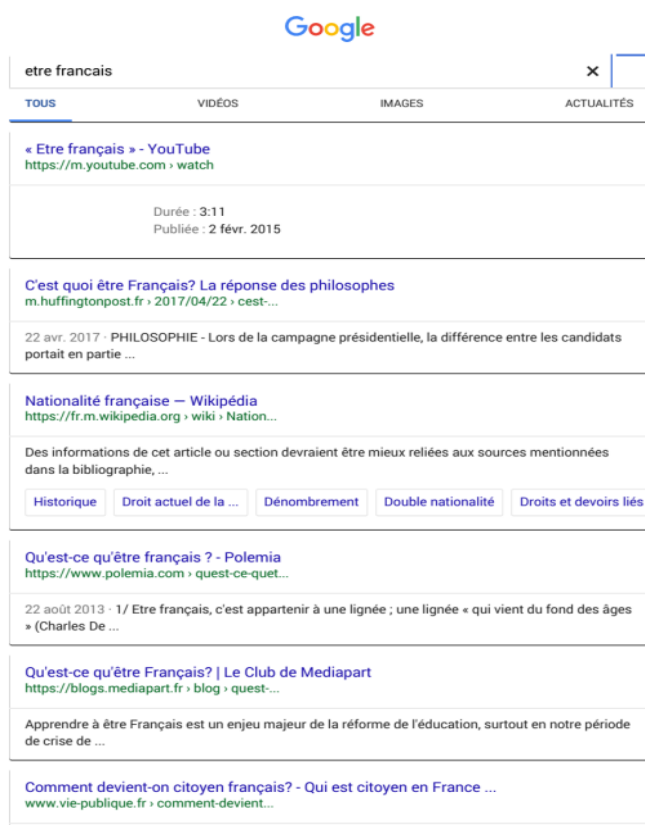 Google
etre francais ×
TOUS VIDÉOS IMAGES ACTUALITÉS
« Etre français » - YouTube
https://m.youtube.com › watch
Durée : 3:11
Publiée : 2 févr. 2015
C'est quoi être Français? La réponse des philosophes
m.huffingtonpost.fr › 2017/04/22 › cest-...
22 avr. 2017 · PHILOSOPHIE - Lors de la campagne présidentielle, la différence entre les candidats
portait en partie ...
Nationalité française — Wikipédia
https://fr.m.wikipedia.org › wiki › Nation...
Des informations de cet article ou section devraient être mieux reliées aux sources mentionnées
dans la bibliographie, ...
Historique Droit actuel de la ... Dénombrement Double nationalité Droits et devoirs liés
Qu'est-ce qu'être français ? - Polemia
https://www.polemia.com › quest-ce-quet...
22 août 2013 · 1/ Etre français, c'est appartenir à une lignée ; une lignée « qui vient du fond des âges
» (Charles De ...
Qu'est-ce qu'être Français? | Le Club de Mediapart
https://blogs.mediapart.fr › blog › quest-...
Apprendre à être Français est un enjeu majeur de la réforme de l'éducation, surtout en notre période
de crise de ...
Comment devient-on citoyen français? - Qui est citoyen en France ...
www.vie-publique.fr › comment-devient...